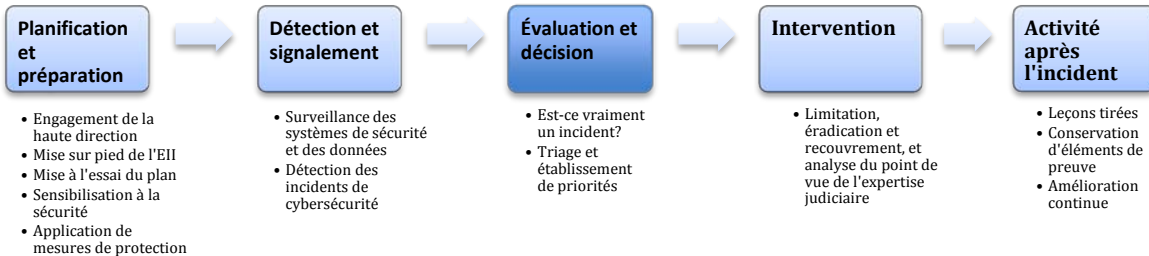 Planification
et
préparation
• Engagement de la
haute direction
• Mise sur pied de l'EII
• Mise à l'essai du plan
• Sensibilisation à la
sécurité
• Application de
mesures de protection
Détection et
signalement
• Surveillance des
systèmes de sécurité
et des données
• Détection des
incidents de
cybersécurité
Évaluation et
décision
• Est-ce vraiment
un incident?
• Triage et
établissement
de priorités
Intervention
• Limitation,
éradication et
recouvrement, et
analyse du point de
vue de l'expertise
judiciaire
Activité
après
l'incident
• Leçons tirées
• Conservation
d'éléments de
preuve
• Amélioration
continue